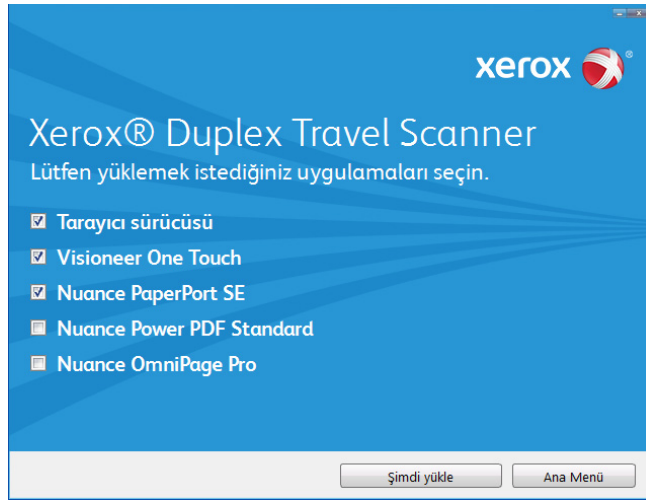 xerox ®
Xerox® Duplex Travel Scanner
Lütfen yüklemek istediğiniz uygulamaları seçin.
Tarayıcı sürücüsü
Visioneer One Touch
Nuance PaperPort SE
Nuance Power PDF Standard
Nuance OmniPage Pro
Şimdi yükle
Ana Menü